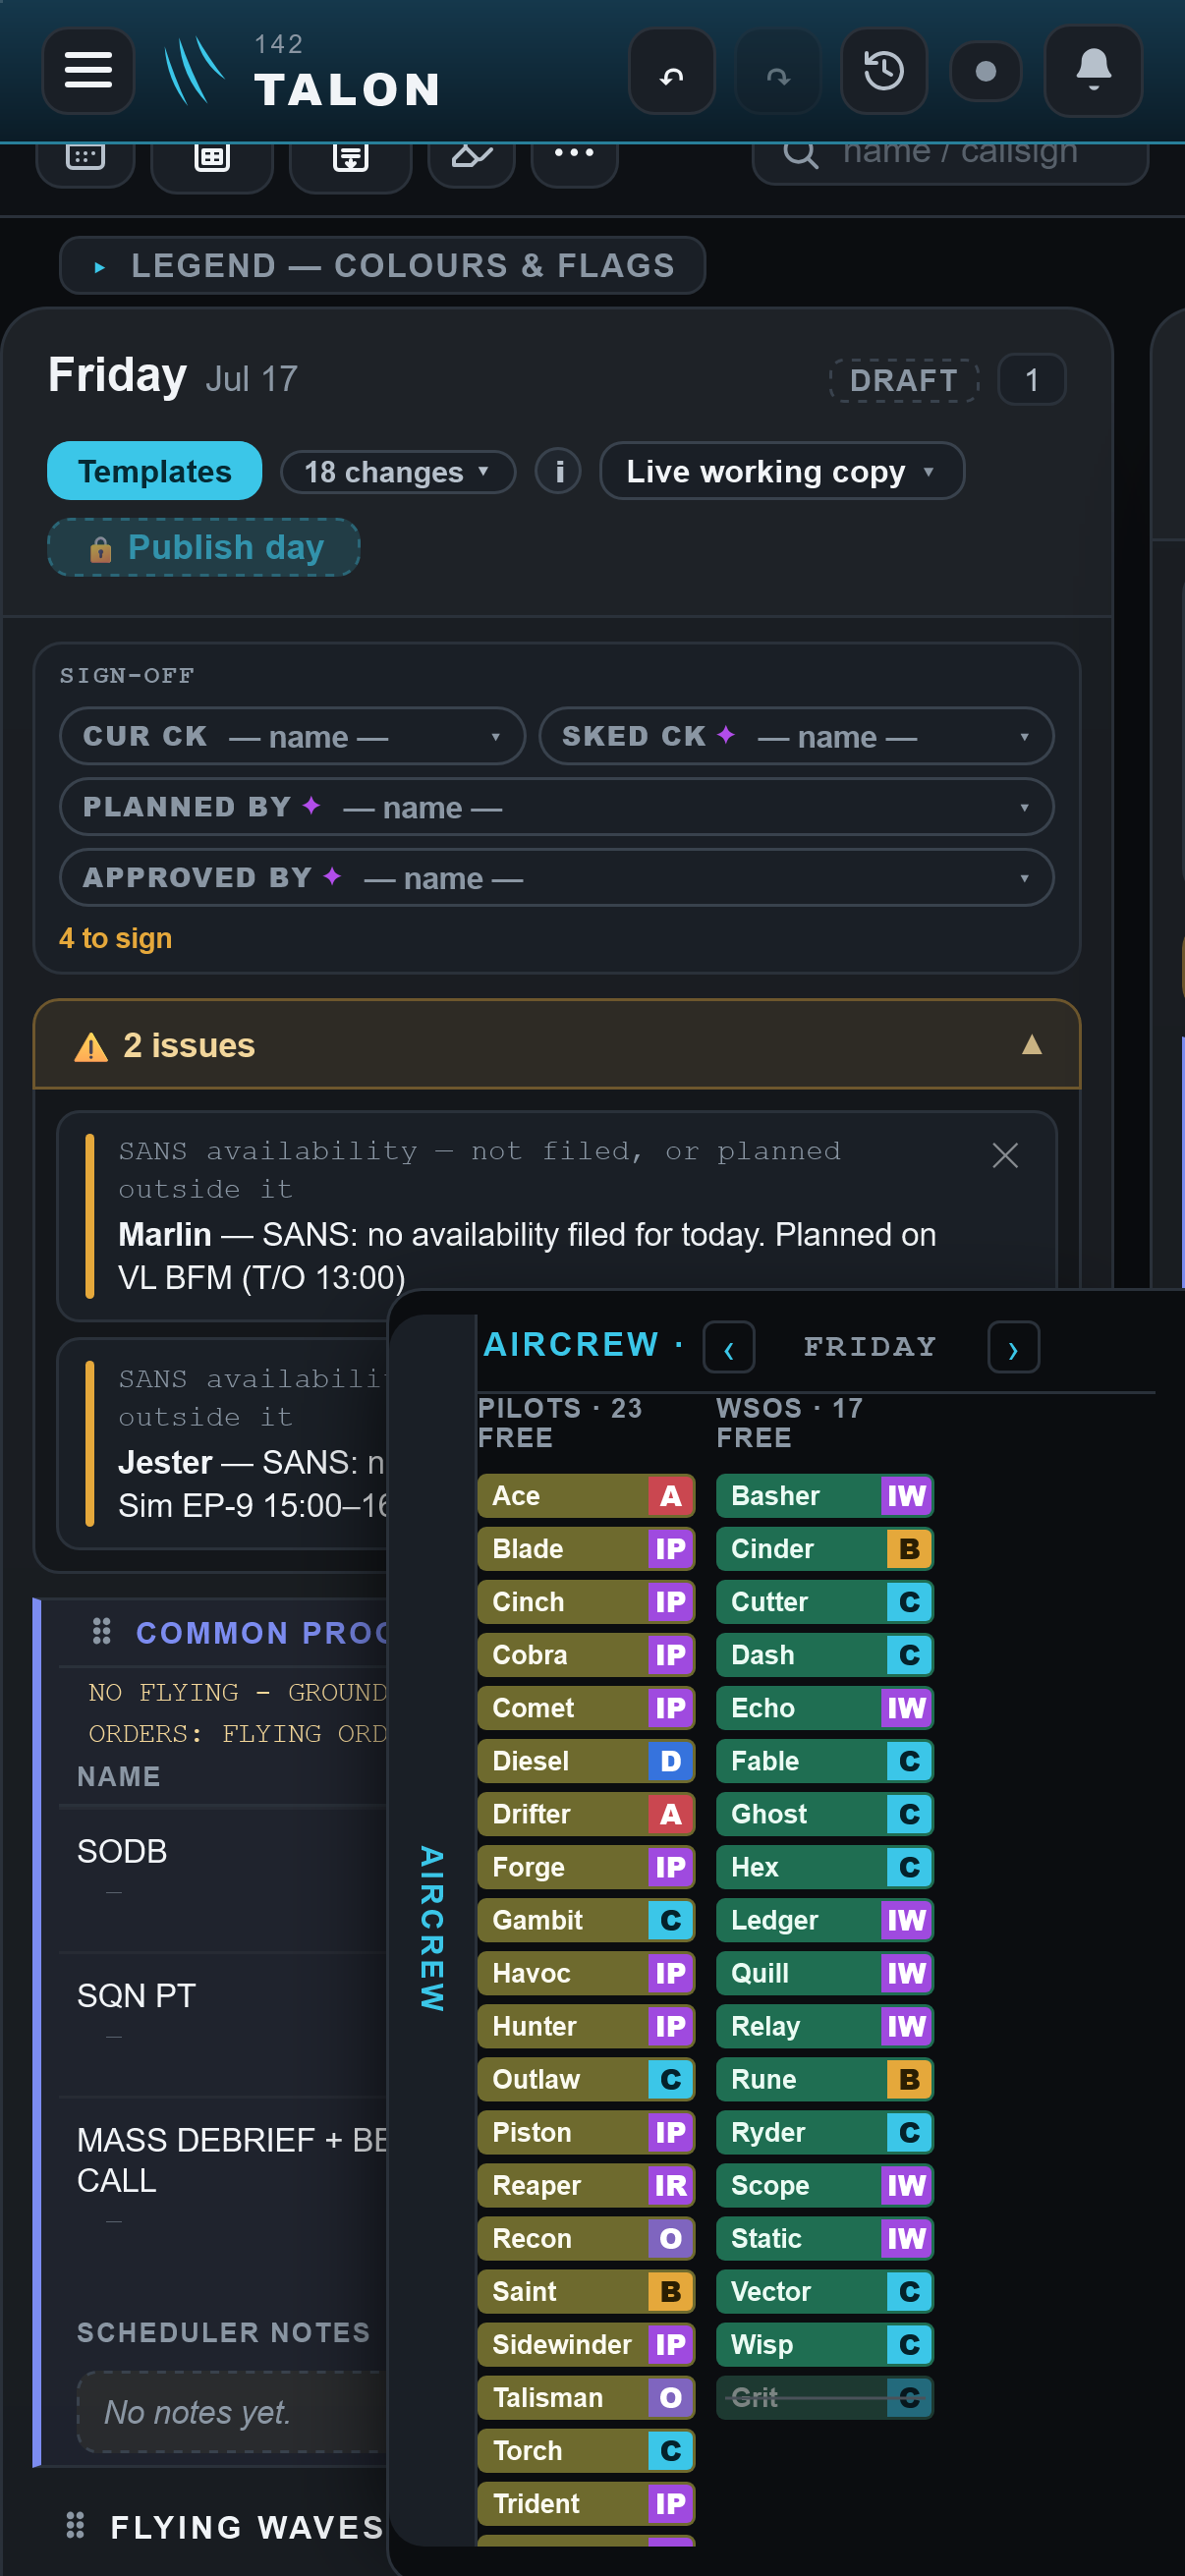 142
TALON
name / callsign
LEGEND — COLOURS & FLAGS
Friday Jul 17
DRAFT
1
Templates
18 changes
i
Live working copy
Publish day
SIGN-OFF
CUR CK — name —
SKED CK — name —
PLANNED BY — name —
APPROVED BY — name —
4 to sign
2 issues
SANS availability — not filed, or planned
outside it
Marlin — SANS: no availability filed for today. Planned on
VL BFM (T/O 13:00)
SANS availabili
outside it
Jester — SANS: n
Sim EP-9 15:00–16
COMMON PROG
NO FLYING - GROUND
ORDERS: FLYING ORD
NAME
SODB
—
SQN PT
—
MASS DEBRIEF + BE
CALL
—
SCHEDULER NOTES
No notes yet.
FLYING WAVES
AIRCREW
AIRCREW ·
‹
FRIDAY
›
PILOTS · 23
FREE
Ace A
Blade IP
Cinch IP
Cobra IP
Comet IP
Diesel D
Drifter A
Forge IP
Gambit C
Havoc IP
Hunter IP
Outlaw C
Piston IP
Reaper IR
Recon O
Saint B
Sidewinder IP
Talisman O
Torch C
Trident IP
WSOS · 17
FREE
Basher IW
Cinder B
Cutter C
Dash C
Echo IW
Fable C
Ghost C
Hex C
Ledger IW
Quill IW
Relay IW
Rune B
Ryder C
Scope IW
Static IW
Vector C
Wisp C
Grit C